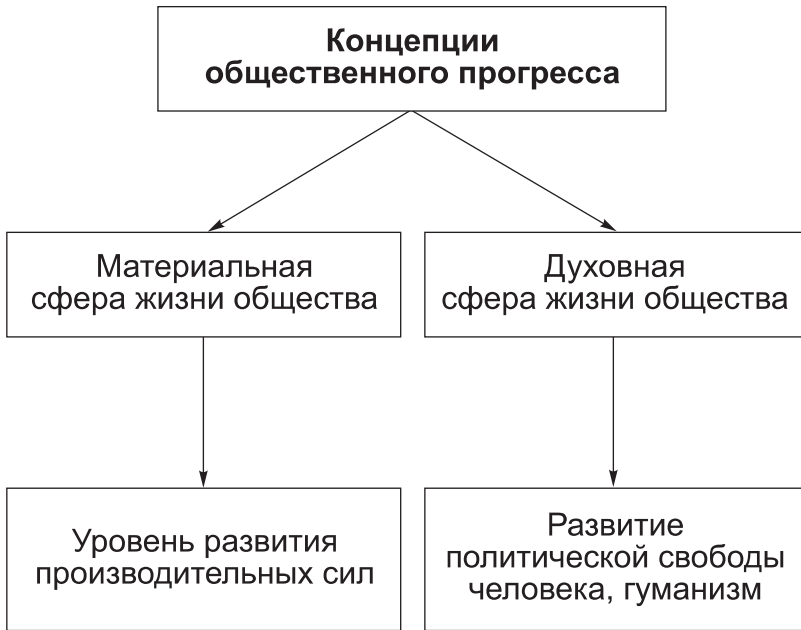 Концепции
общественного прогресса
Материальная
сфера жизни общества
Духовная
сфера жизни общества
Уровень развития
производительных сил
Развитие
политической свободы
человека, гуманизм